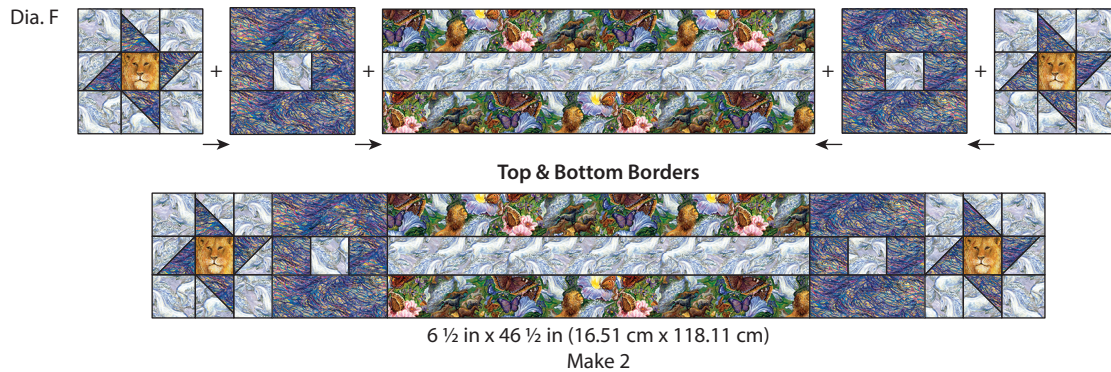 Dia. F
+ + + +
Top & Bottom Borders
6 ½ in x 46 ½ in (16.51 cm x 118.11 cm)
Make 2